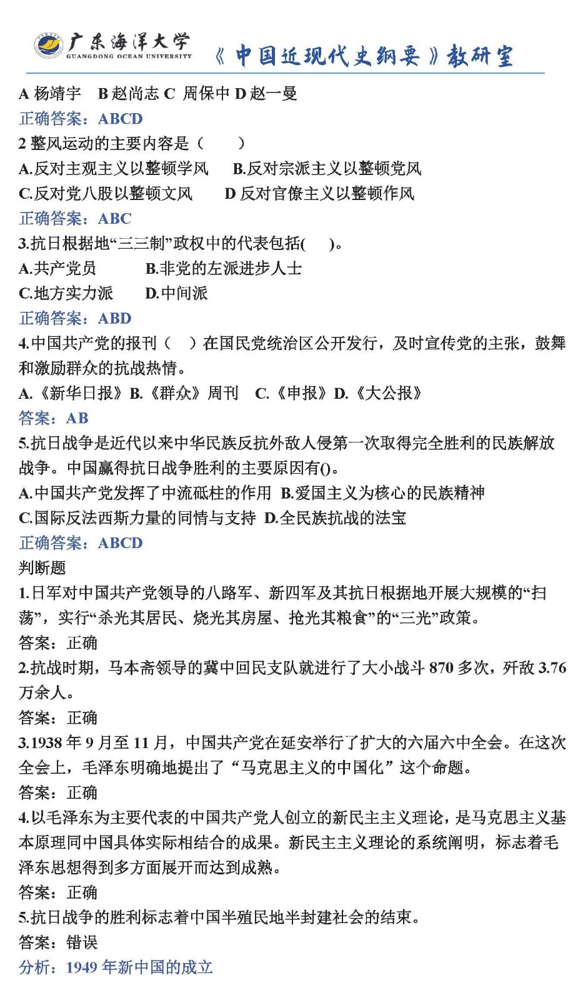 广东海洋大学
GUANGDONG OCEAN UNIVERSITY
《中国近现代史纲要》教研室
A 杨靖宇 B 赵尚志 C 周保中 D 赵一曼
正确答案：ABCD
2 整风运动的主要内容是（ ）
A.反对主观主义以整顿学风 B.反对宗派主义以整顿党风
C.反对党八股以整顿文风 D 反对官僚主义以整顿作风
正确答案：ABC
3.抗日根据地“三三制”政权中的代表包括( )。
A.共产党员 B.非党的左派进步人士
C.地方实力派 D.中间派
正确答案：ABD
4.中国共产党的报刊（ ）在国民党统治区公开发行，及时宣传党的主张，鼓舞
和激励群众的抗战热情。
A.《新华日报》B.《群众》周刊 C.《申报》D.《大公报》
答案：AB
5.抗日战争是近代以来中华民族反抗外敌人侵第一次取得完全胜利的民族解放
战争。中国赢得抗日战争胜利的主要原因有()。
A.中国共产党发挥了中流砥柱的作用 B.爱国主义为核心的民族精神
C.国际反法西斯力量的同情与支持 D.全民族抗战的法宝
正确答案：ABCD
判断题
1.日军对中国共产党领导的八路军、新四军及其抗日根据地开展大规模的“扫
荡”，实行“杀光其居民、烧光其房屋、抢光其粮食”的“三光”政策。
答案：正确
2.抗战时期，马本斋领导的冀中回民支队就进行了大小战斗 870 多次，歼敌 3.76
万余人。
答案：正确
3.1938 年 9 月至 11 月，中国共产党在延安举行了扩大的六届六中全会。在这次
全会上，毛泽东明确地提出了“马克思主义的中国化”这个命题。
答案：正确
4.以毛泽东为主要代表的中国共产党人创立的新民主主义理论，是马克思主义基
本原理同中国具体实际相结合的成果。新民主主义理论的系统阐明，标志着毛
泽东思想得到多方面展开而达到成熟。
答案：正确
5.抗日战争的胜利标志着中国半殖民地半封建社会的结束。
答案：错误
分析：1949 年新中国的成立